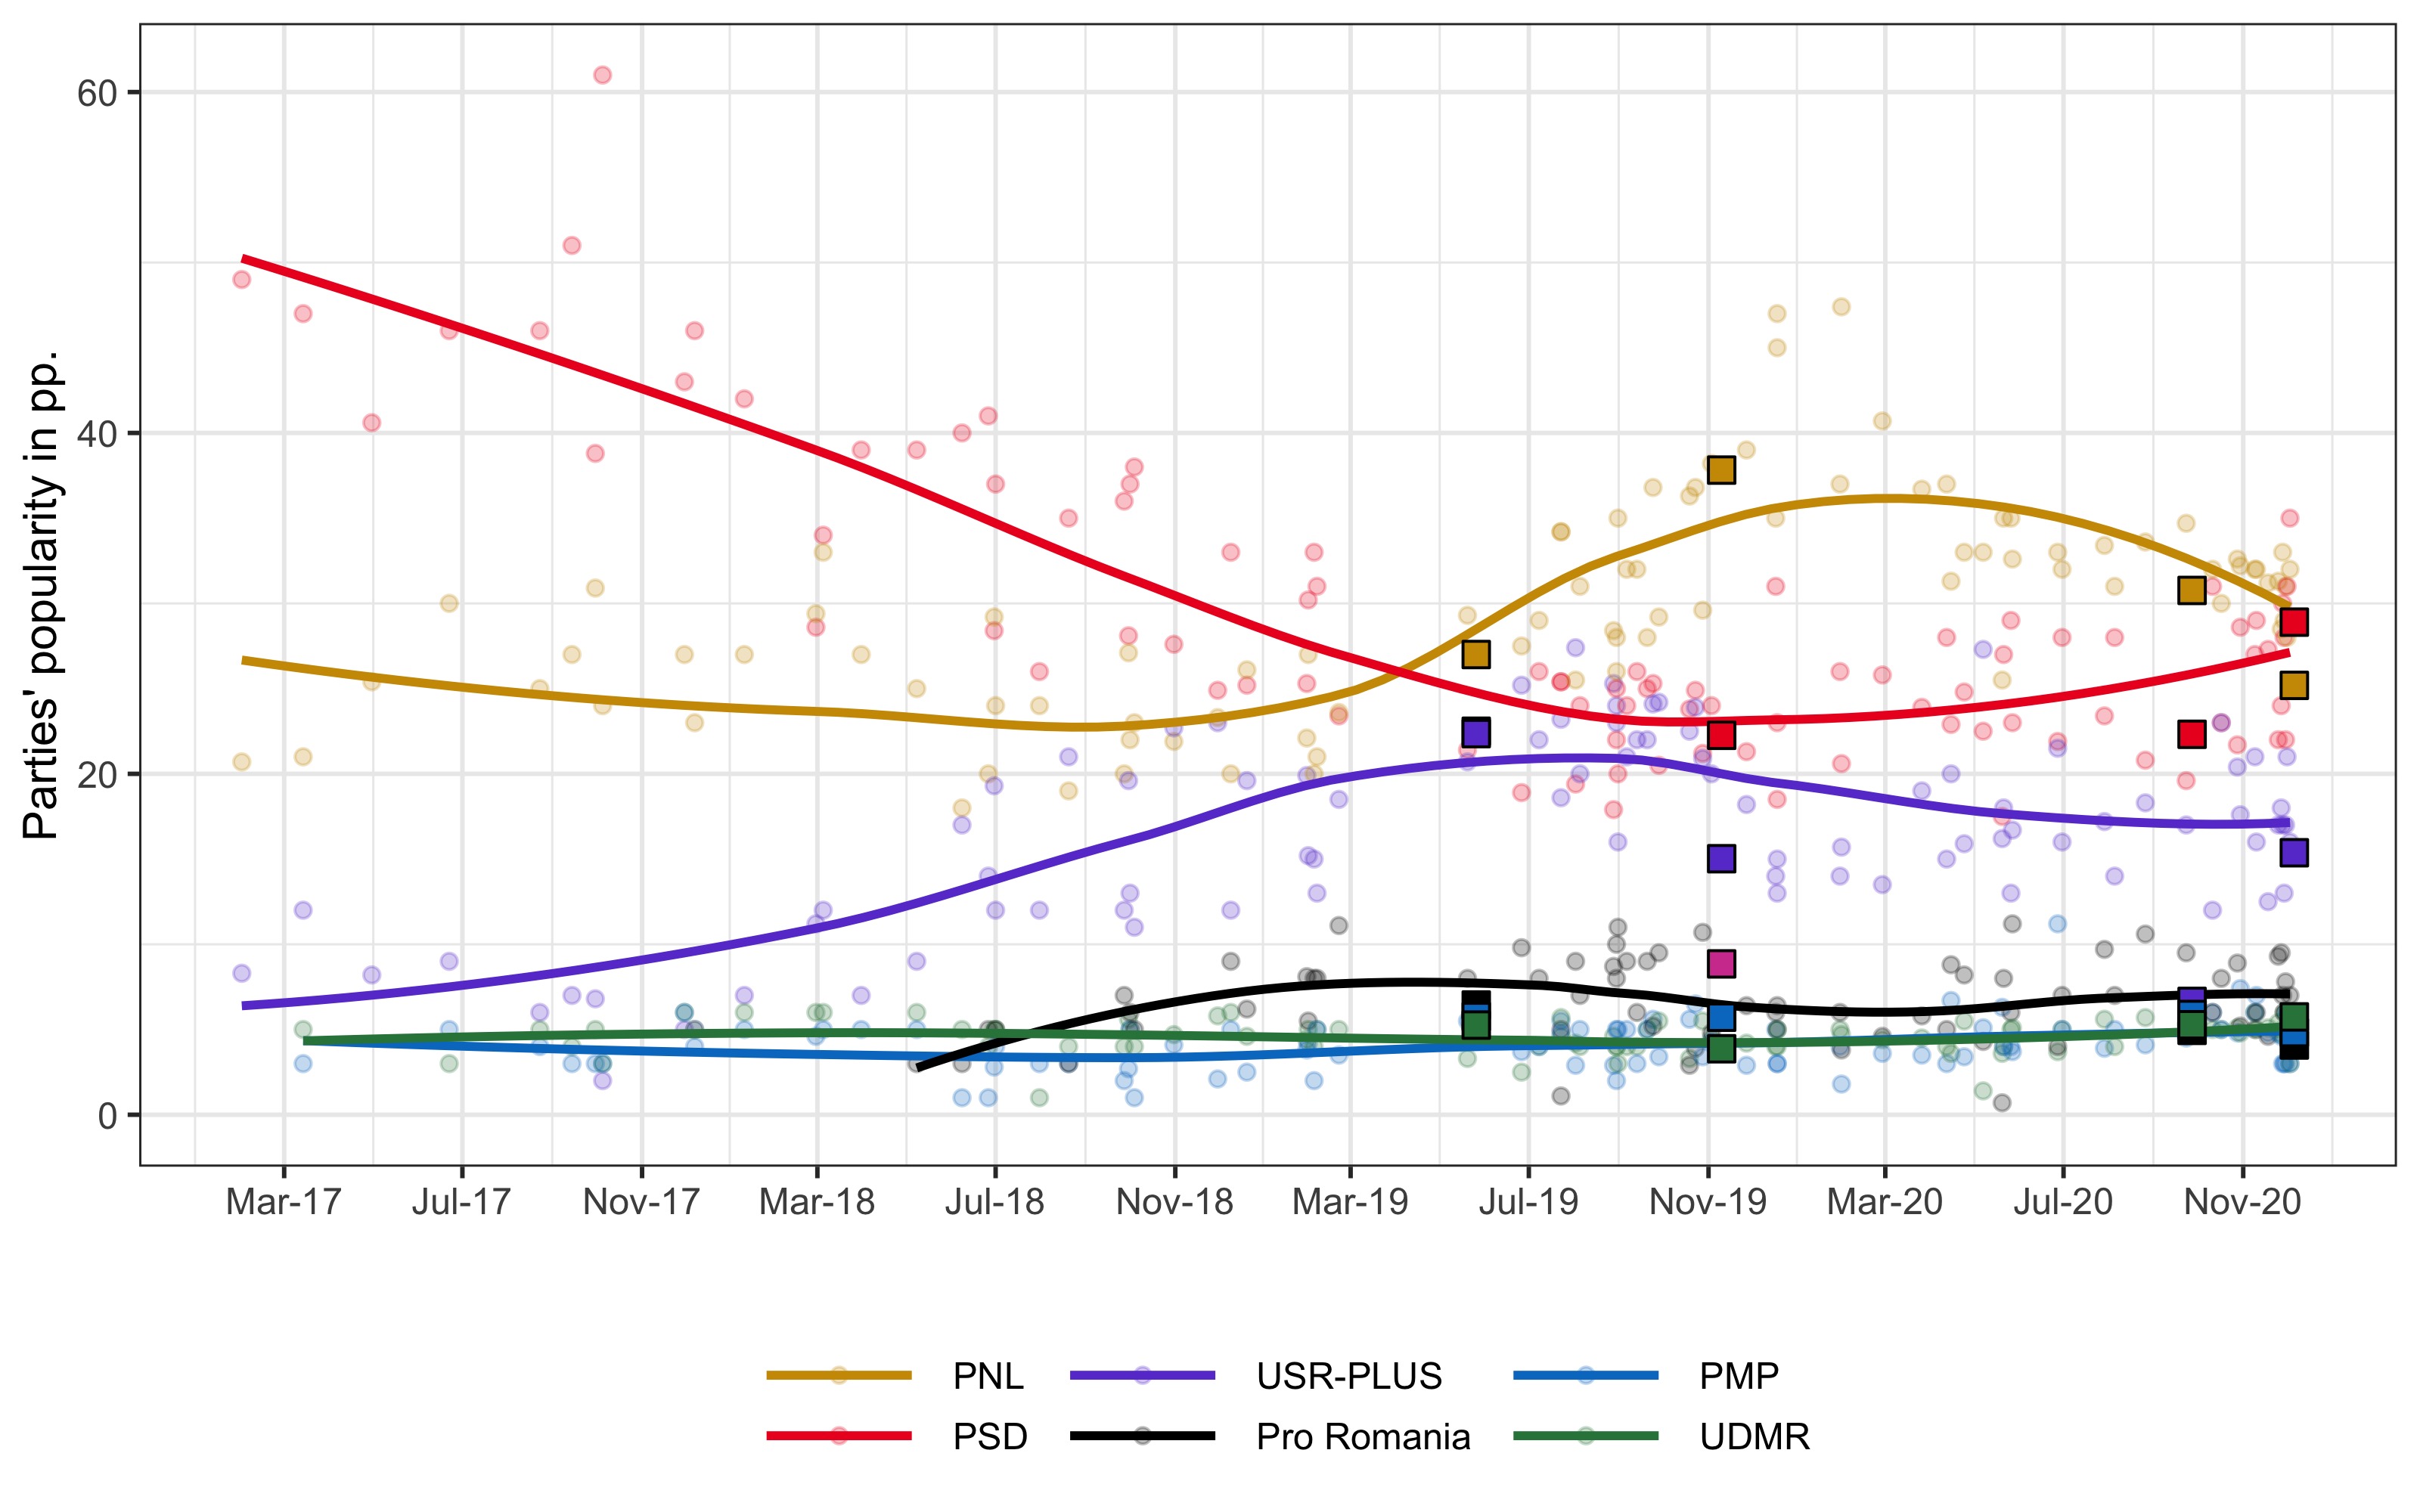 Parties' popularity in pp.
60
40
20
0
Mar-17 Jul-17 Nov-17 Mar-18 Jul-18 Nov-18 Mar-19 Jul-19 Nov-19 Mar-20 Jul-20 Nov-20
PNL USR-PLUS PMP
PSD Pro Romania UDMR